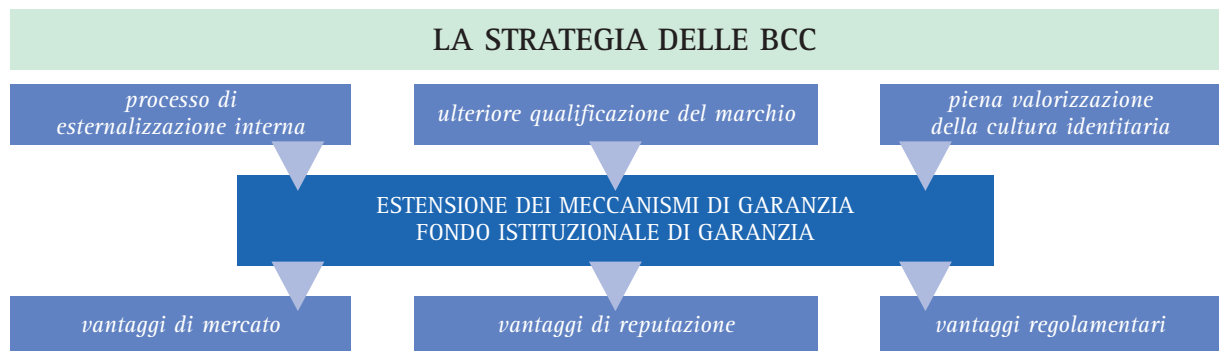 LA STRATEGIA DELLE BCC
processo di
esternalizzazione interna
ulteriore qualificazione del marchio
piena valorizzazione
della cultura identitaria
ESTENSIONE DEI MECCANISMI DI GARANZIA
FONDO ISTITUZIONALE DI GARANZIA
vantaggi di mercato
vantaggi di reputazione
vantaggi regolamentari